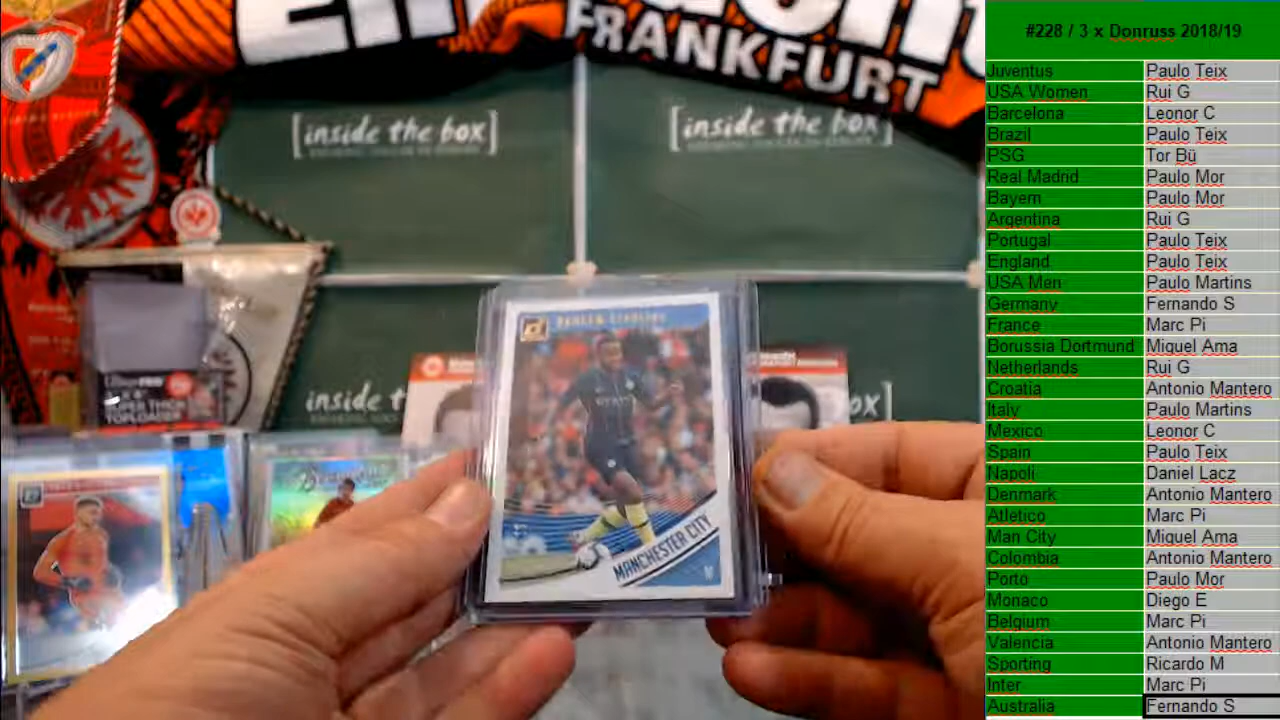 FRANKFURT
[inside the box]
[inside the box]
inside t
ox]
SUPER THICK
TOPLOADER
MANCHESTER CITY
#228 / 3 x Donruss 2018/19
Juventus Paulo Teix
USA Women Rui G
Barcelona Leonor C
Brazil Paulo Teix
PSG Tor Bü
Real Madrid Paulo Mor
Bayern Paulo Mor
Argentina Rui G
Portugal Paulo Teix
England Paulo Teix
USA Men Paulo Martins
Germany Fernando S
France Marc Pi
Borussia Dortmund Miguel Ama
Netherlands Rui G
Croatia Antonio Mantero
Italy Paulo Martins
Mexico Leonor C
Spain Paulo Teix
Napoli Daniel Lacz
Denmark Antonio Mantero
Atletico Marc Pi
Man City Miguel Ama
Colombia Antonio Mantero
Porto Paulo Mor
Monaco Diego E
Belgium Marc Pi
Valencia Antonio Mantero
Sporting Ricardo M
Inter Marc Pi
Australia Fernando S